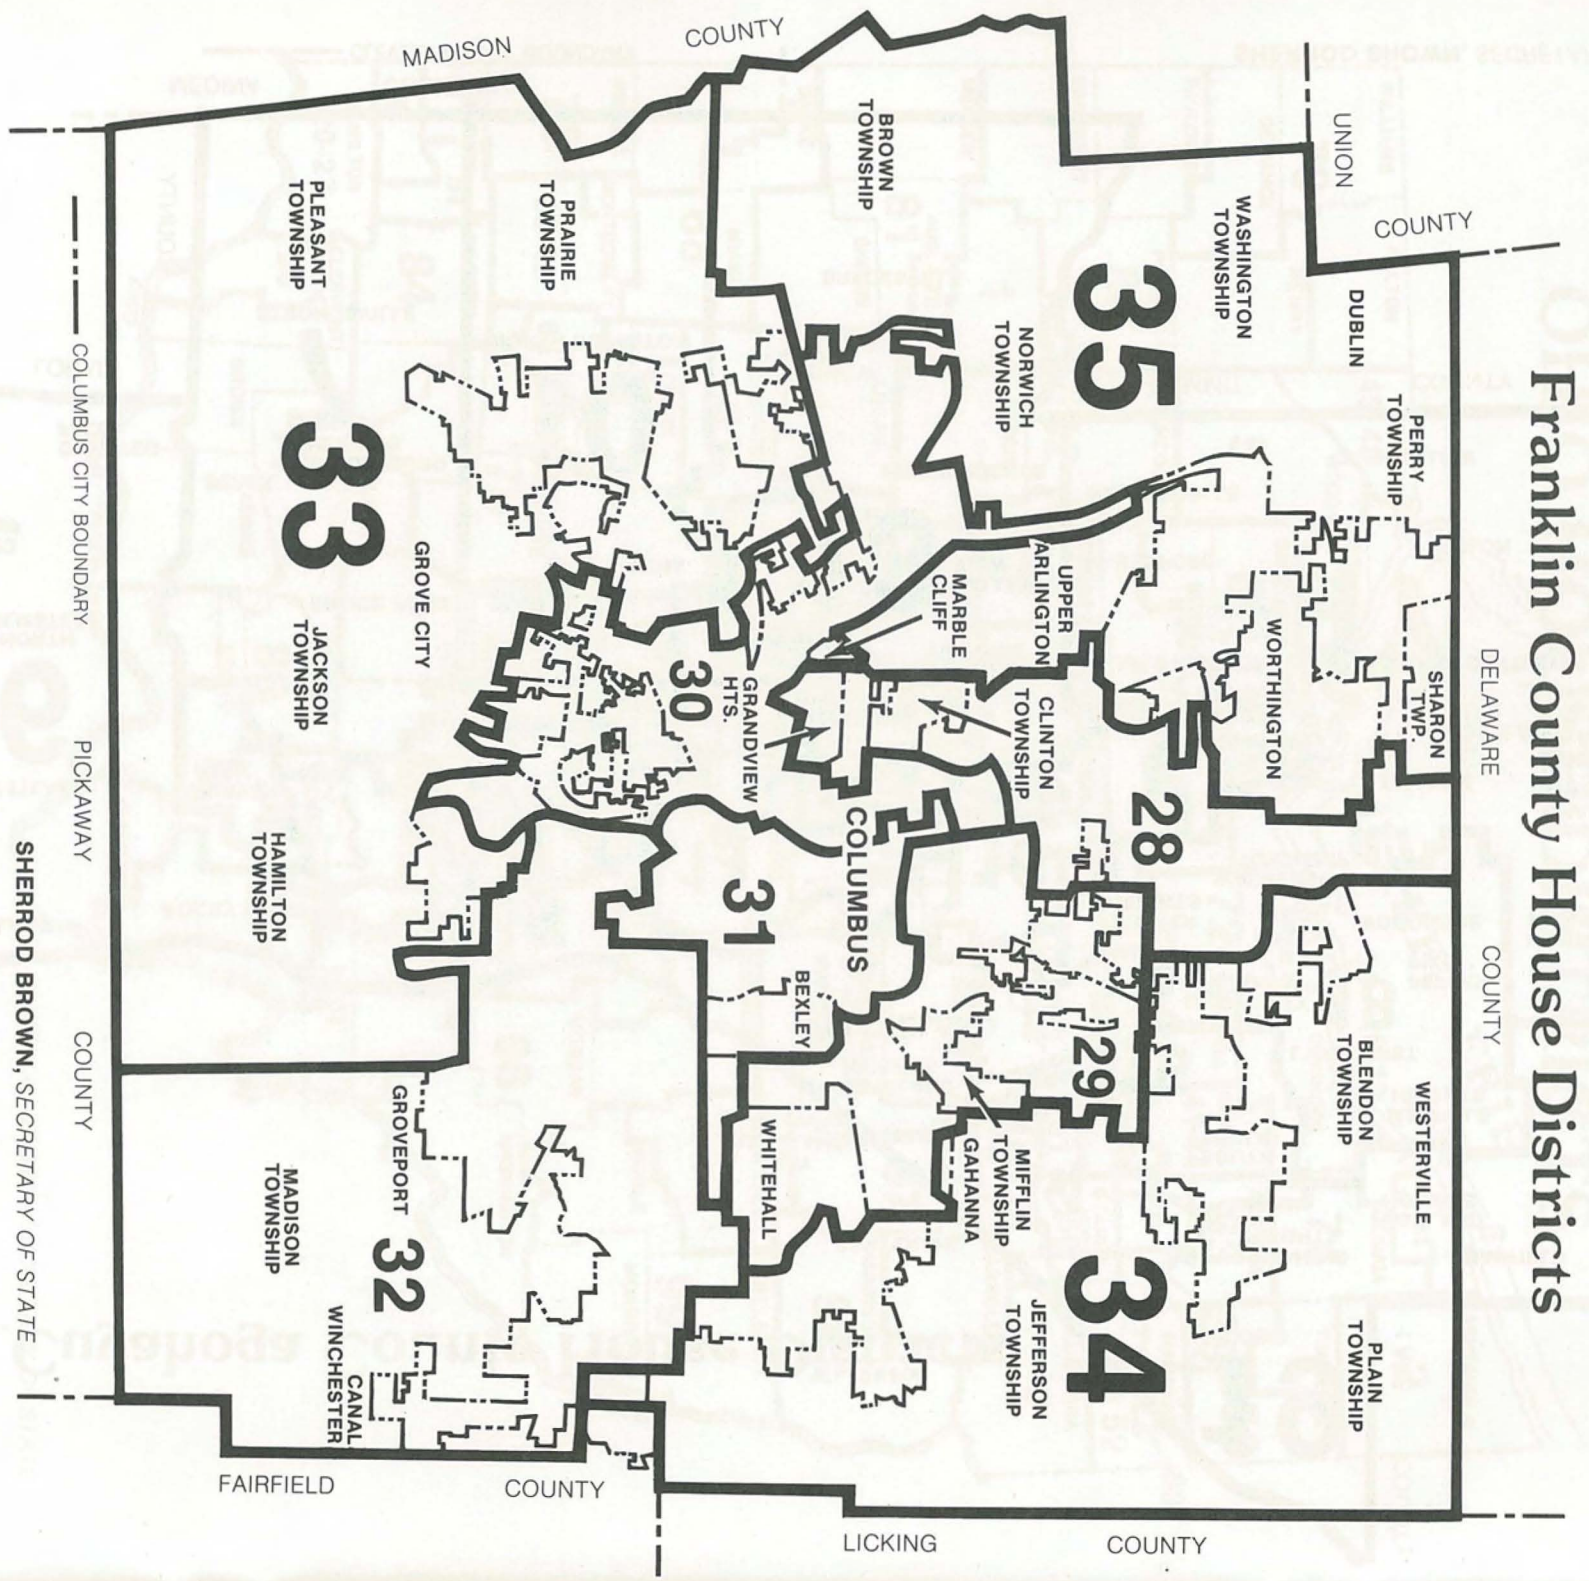 Franklin County House Districts
DELAWARE
COUNTY
UNION
COUNTY
MADISON
COUNTY
DUBLIN
PERRY
TOWNSHIP
SHARON
TWP.
WASHINGTON
TOWNSHIP
WORTHINGTON
WESTERVILLE
BLENDON
TOWNSHIP
PLAIN
TOWNSHIP
35
28
34
29
NORWICH
TOWNSHIP
UPPER
ARLINGTON
CLINTON
TOWNSHIP
MIFFLIN
TOWNSHIP
GAHANNA
JEFFERSON
TOWNSHIP
BROWN
TOWNSHIP
MARBLE
CLIFF
COLUMBUS
BEXLEY
WHITEHALL
GRANDVIEW
HTS.
31
30
PRAIRIE
TOWNSHIP
PLEASANT
TOWNSHIP
33
GROVE CITY
JACKSON
TOWNSHIP
HAMILTON
TOWNSHIP
GROVEPORT
32
MADISON
TOWNSHIP
CANAL
WINCHESTER
LICKING
COUNTY
FAIRFIELD
COUNTY
COLUMBUS CITY BOUNDARY
PICKAWAY
COUNTY
SHERROD BROWN, SECRETARY OF STATE